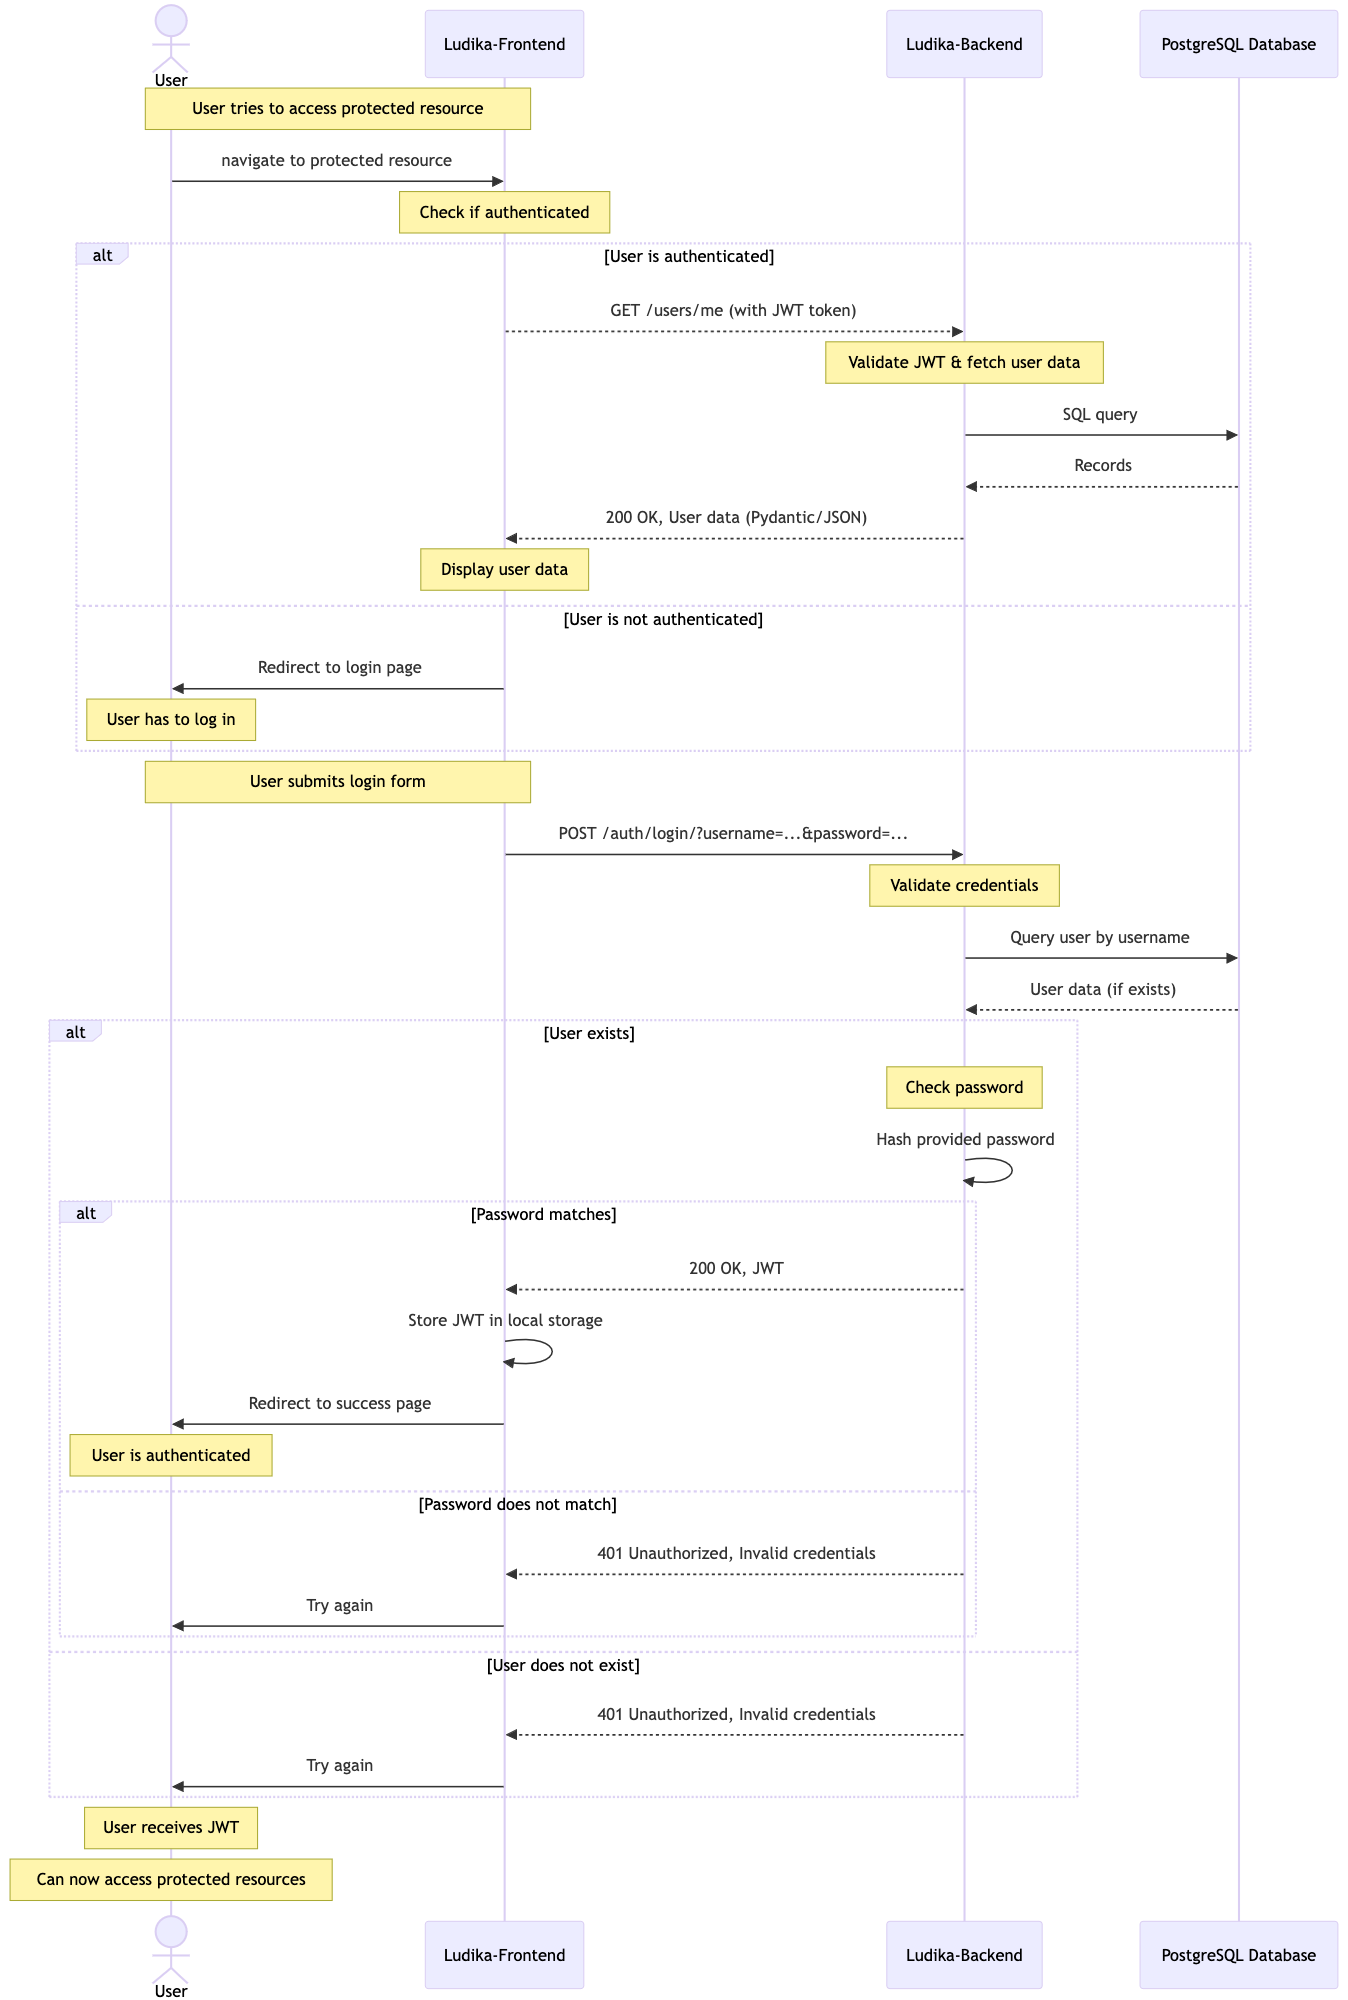 User
Ludika-Frontend
Ludika-Backend
PostgreSQL Database
User tries to access protected resource
navigate to protected resource
Check if authenticated
alt
[User is authenticated]
GET /users/me (with JWT token)
Validate JWT & fetch user data
SQL query
Records
200 OK, User data (Pydantic/JSON)
Display user data
[User is not authenticated]
Redirect to login page
User has to log in
User submits login form
POST /auth/login/?username=...&password=...
Validate credentials
Query user by username
User data (if exists)
alt
[User exists]
Check password
Hash provided password
alt
[Password matches]
200 OK, JWT
Store JWT in local storage
Redirect to success page
User is authenticated
[Password does not match]
401 Unauthorized, Invalid credentials
Try again
[User does not exist]
401 Unauthorized, Invalid credentials
Try again
User receives JWT
Can now access protected resources
User
Ludika-Frontend
Ludika-Backend
PostgreSQL Database